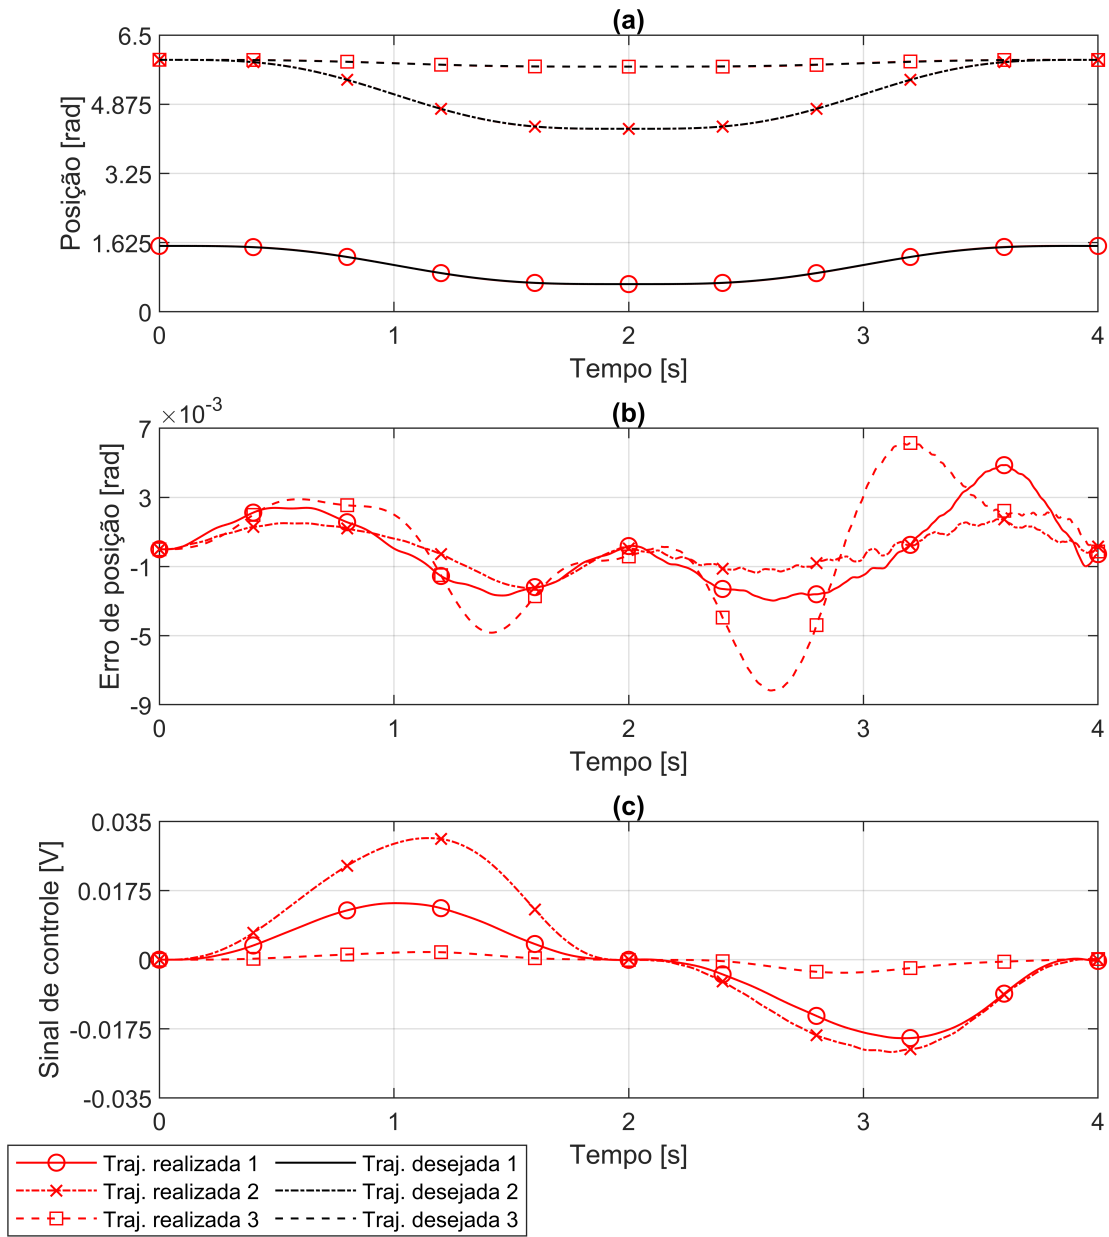 (a)
6.5
4.875
3.25
1.625
0
Posição [rad]
0 1 2 3 4
Tempo [s]
(b)
×10-3
7
3
-1
-5
-9
Erro de posição [rad]
0 1 2 3 4
Tempo [s]
(c)
0.035
0.0175
0
-0.0175
-0.035
Sinal de controle [V]
0 1 2 3 4
Tempo [s]
Traj. realizada 1 Traj. desejada 1
Traj. realizada 2 Traj. desejada 2
Traj. realizada 3 Traj. desejada 3